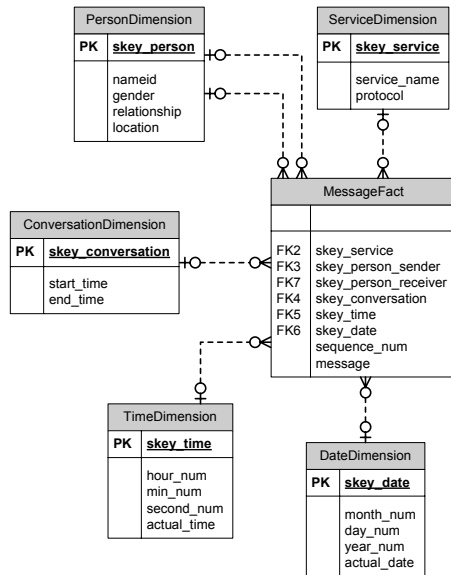 PersonDimension
PK skey_person
nameid
gender
relationship
location
ServiceDimension
PK skey_service
service_name
protocol
MessageFact
FK2 skey_service
FK3 skey_person_sender
FK7 skey_person_receiver
FK4 skey_conversation
FK5 skey_time
FK6 skey_date
sequence_num
message
ConversationDimension
PK skey_conversation
start_time
end_time
TimeDimension
PK skey_time
hour_num
min_num
second_num
actual_time
DateDimension
PK skey_date
month_num
day_num
year_num
actual_date